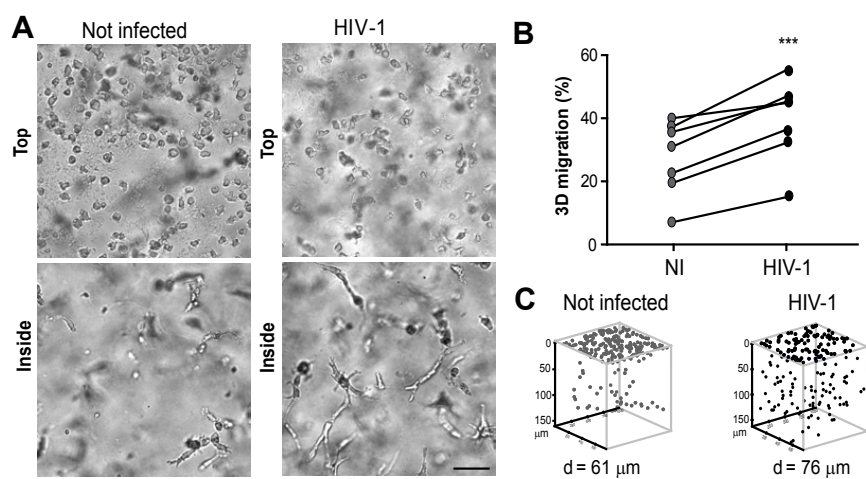 A
Not infected
HIV-1
Top
Top
Inside
Inside
B
***
3D migration (%)
60
40
20
0
NI
HIV-1
C
Not infected
HIV-1
0
50
100
150
μm
d = 61 μm
0
50
100
150
μm
d = 76 μm